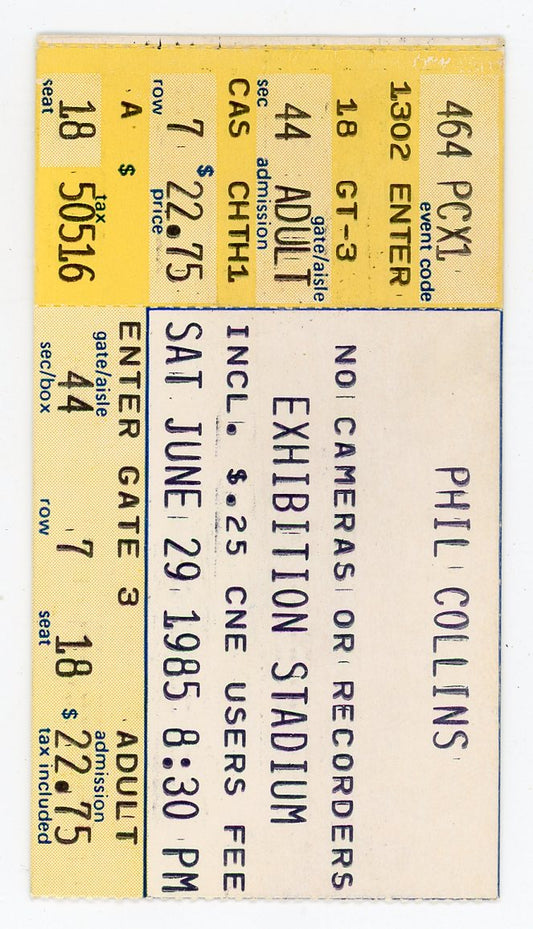 464 PCX1
event code
1302 ENTER
18 GT-3
gate/aisle
44 ADULT
sec admission
CAS CHTH1
7 $22.75
row price
A $
tax
18 50516
seat
PHIL COLLINS
NO CAMERAS OR RECORDERS
EXHIBITION STADIUM
INCL. $.25 CNE USERS FEE
SAT JUNE 29 1985 8:30 PM
ENTER GATE 3 ADULT
gate/aisle admission
44 7 18 $22.75
sec/box row seat tax included